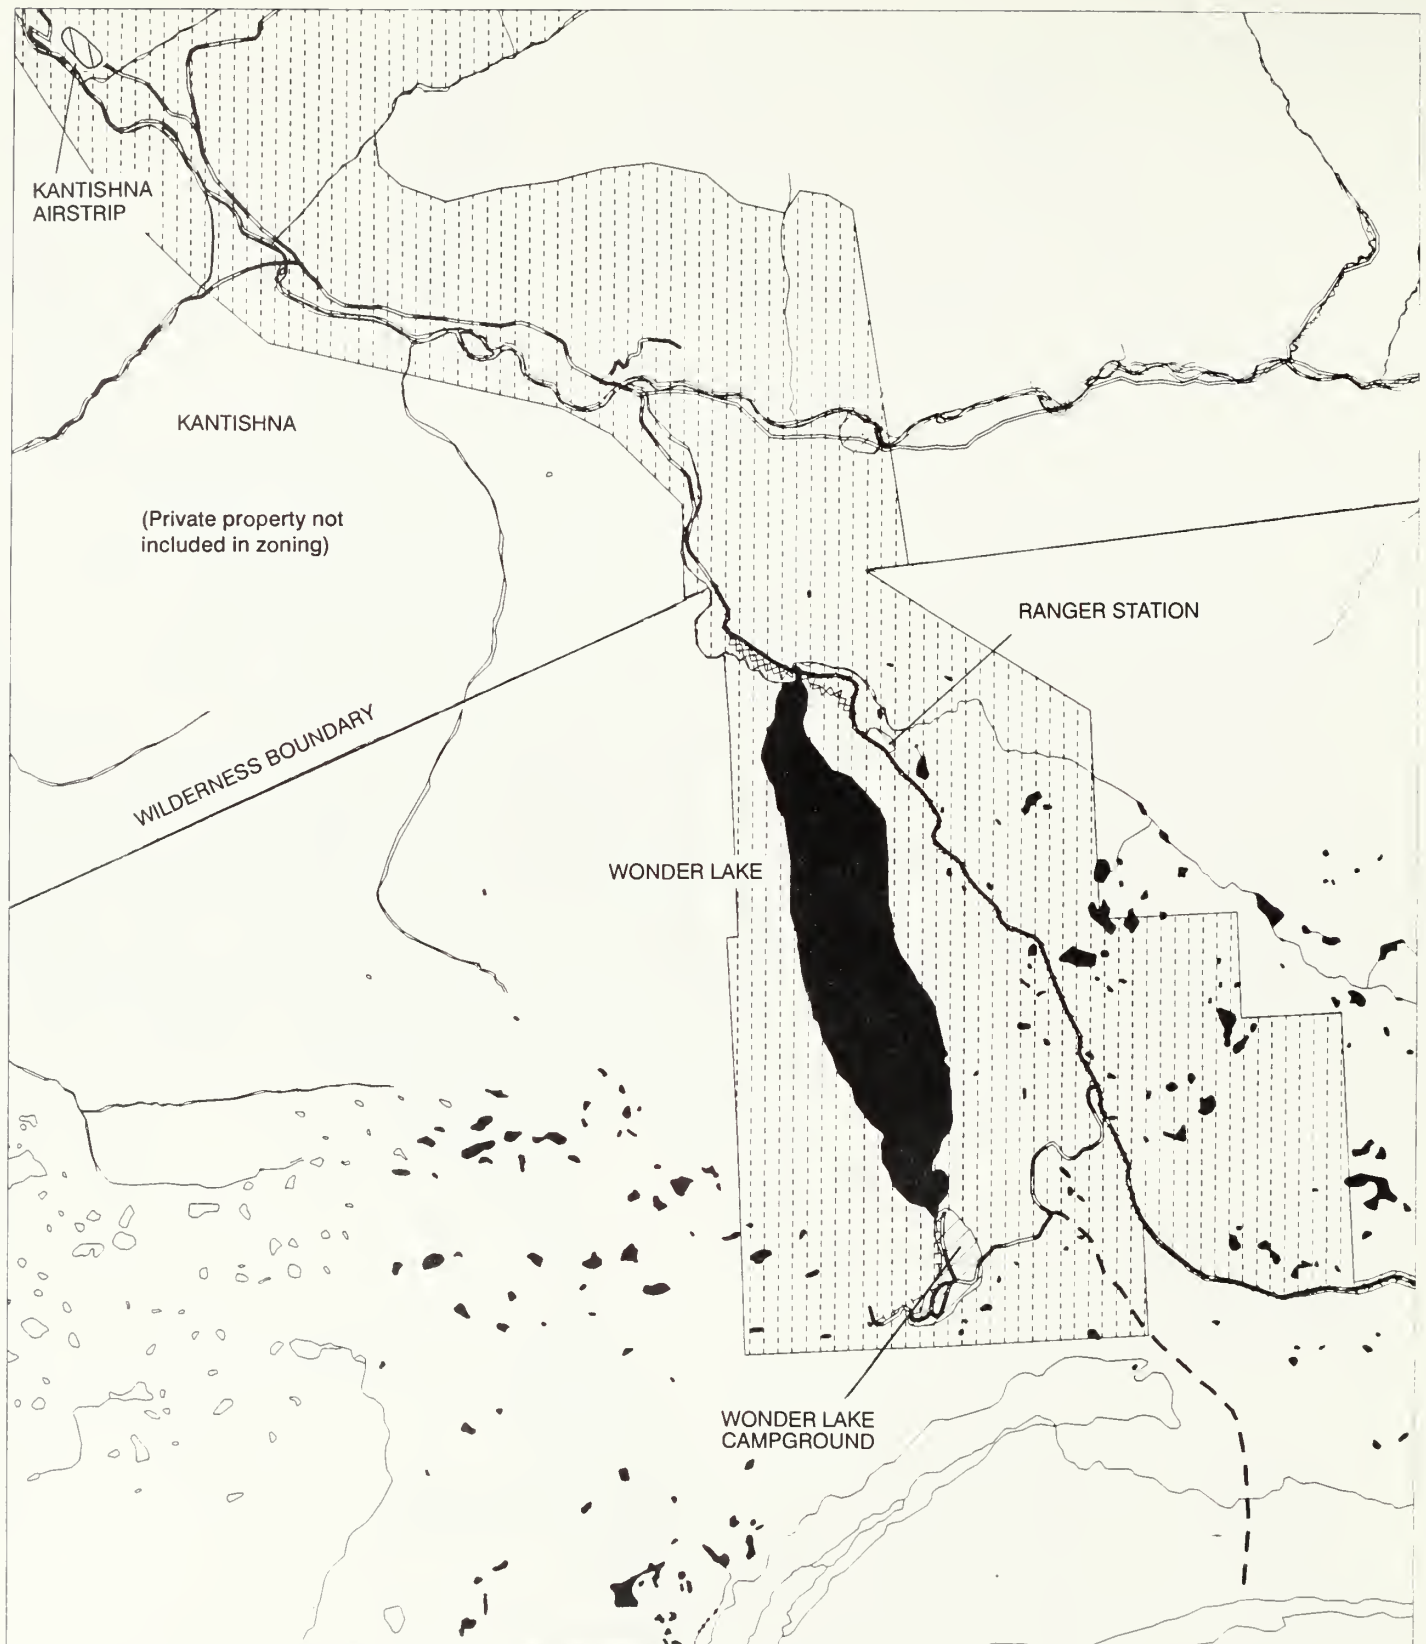 KANTISHNA
AIRSTRIP
KANTISHNA
(Private property not
included in zoning)
RANGER STATION
WILDERNESS BOUNDARY
WONDER LAKE
WONDER LAKE
CAMPGROUND